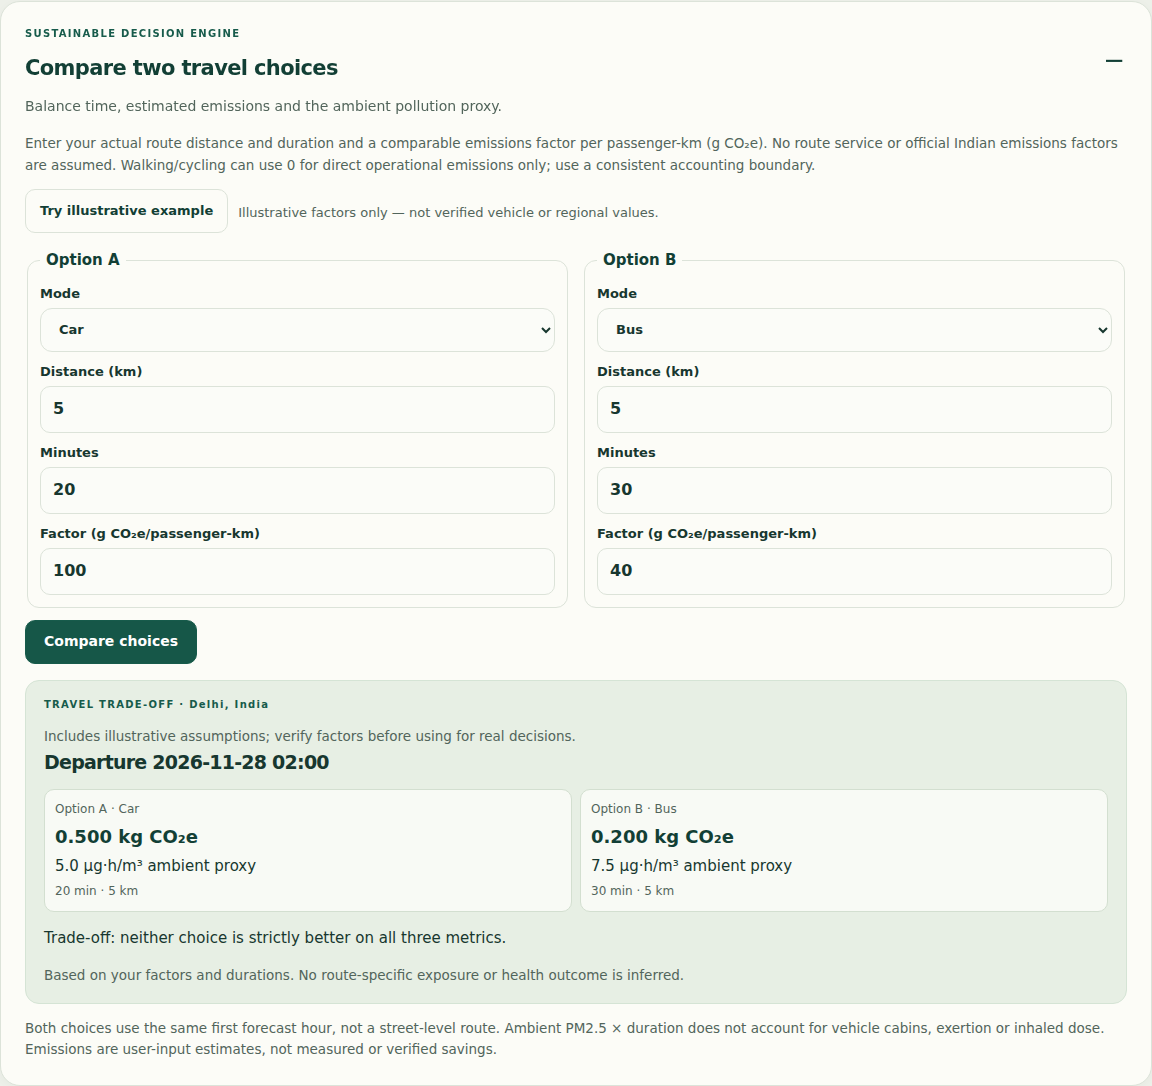 SUSTAINABLE DECISION ENGINE
Compare two travel choices
Balance time, estimated emissions and the ambient pollution proxy.
Enter your actual route distance and duration and a comparable emissions factor per passenger-km (g CO₂e). No route service or official Indian emissions factors
are assumed. Walking/cycling can use 0 for direct operational emissions only; use a consistent accounting boundary.
Try illustrative example
Illustrative factors only — not verified vehicle or regional values.
Option A
Mode
Car
Distance (km)
5
Minutes
20
Factor (g CO₂e/passenger-km)
100
Option B
Mode
Bus
Distance (km)
5
Minutes
30
Factor (g CO₂e/passenger-km)
40
Compare choices
TRAVEL TRADE-OFF · Delhi, India
Includes illustrative assumptions; verify factors before using for real decisions.
Departure 2026-11-28 02:00
Option A · Car
0.500 kg CO₂e
5.0 µg·h/m³ ambient proxy
20 min · 5 km
Option B · Bus
0.200 kg CO₂e
7.5 µg·h/m³ ambient proxy
30 min · 5 km
Trade-off: neither choice is strictly better on all three metrics.
Based on your factors and durations. No route-specific exposure or health outcome is inferred.
Both choices use the same first forecast hour, not a street-level route. Ambient PM2.5 × duration does not account for vehicle cabins, exertion or inhaled dose.
Emissions are user-input estimates, not measured or verified savings.